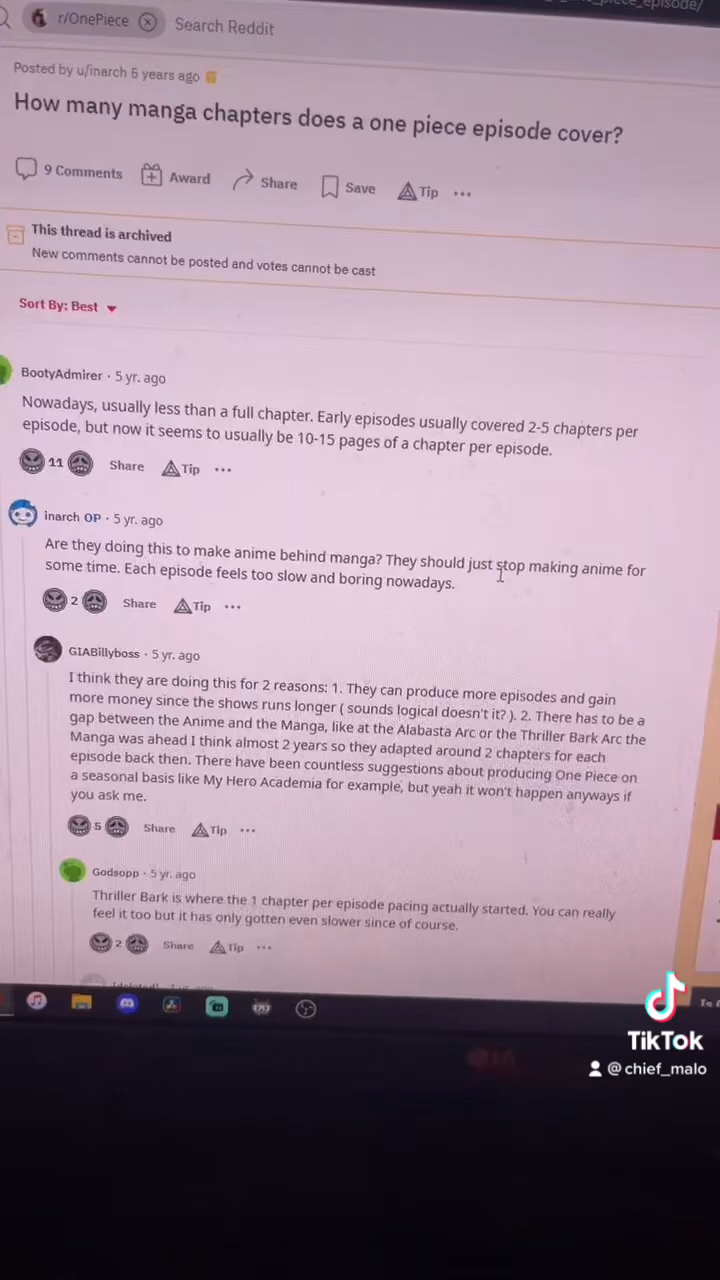 piece_episode/
r/OnePiece
Search Reddit
Posted by u/inarch 5 years ago
How many manga chapters does a one piece episode cover?
9 Comments Award Share Save Tip ...
This thread is archived
New comments cannot be posted and votes cannot be cast
Sort By: Best
BootyAdmirer · 5 yr. ago
Nowadays, usually less than a full chapter. Early episodes usually covered 2-5 chapters per
episode, but now it seems to usually be 10-15 pages of a chapter per episode.
11 Share Tip ...
inarch OP · 5 yr. ago
Are they doing this to make anime behind manga? They should just stop making anime for
some time. Each episode feels too slow and boring nowadays.
2 Share Tip ...
GIABillyboss · 5 yr. ago
I think they are doing this for 2 reasons: 1. They can produce more episodes and gain
more money since the shows runs longer ( sounds logical doesn't it? ). 2. There has to be a
gap between the Anime and the Manga, like at the Alabasta Arc or the Thriller Bark Arc the
Manga was ahead I think almost 2 years so they adapted around 2 chapters for each
episode back then. There have been countless suggestions about producing One Piece on
a seasonal basis like My Hero Academia for example, but yeah it won't happen anyways if
you ask me.
5 Share Tip ...
Godsopp · 5 yr. ago
Thriller Bark is where the 1 chapter per episode pacing actually started. You can really
feel it too but it has only gotten even slower since of course.
2 Share Tip ...
TikTok
@chief_malo